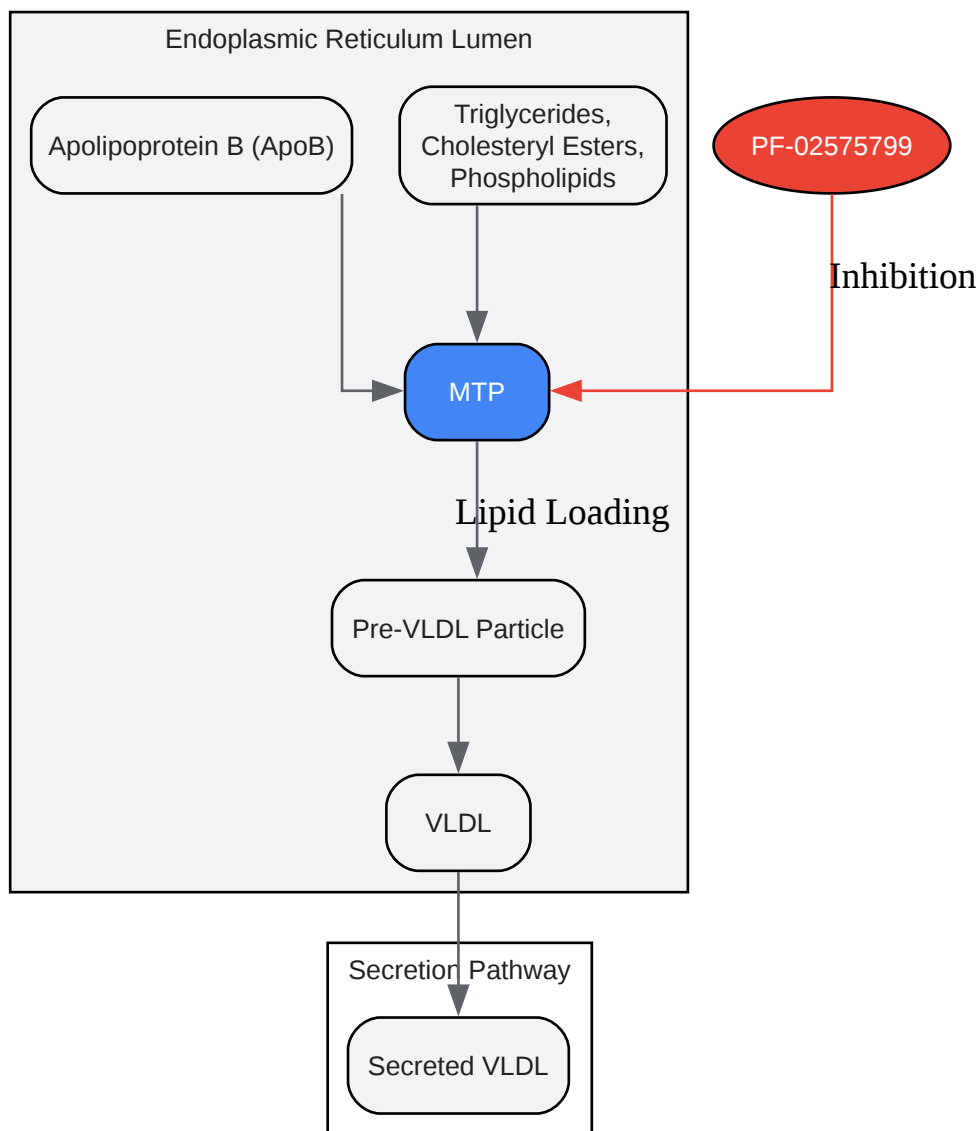 Endoplasmic Reticulum Lumen
Apolipoprotein B (ApoB)
Triglycerides,
Cholesteryl Esters,
Phospholipids
PF-02575799
Inhibition
MTP
Lipid Loading
Pre-VLDL Particle
VLDL
Secretion Pathway
Secreted VLDL